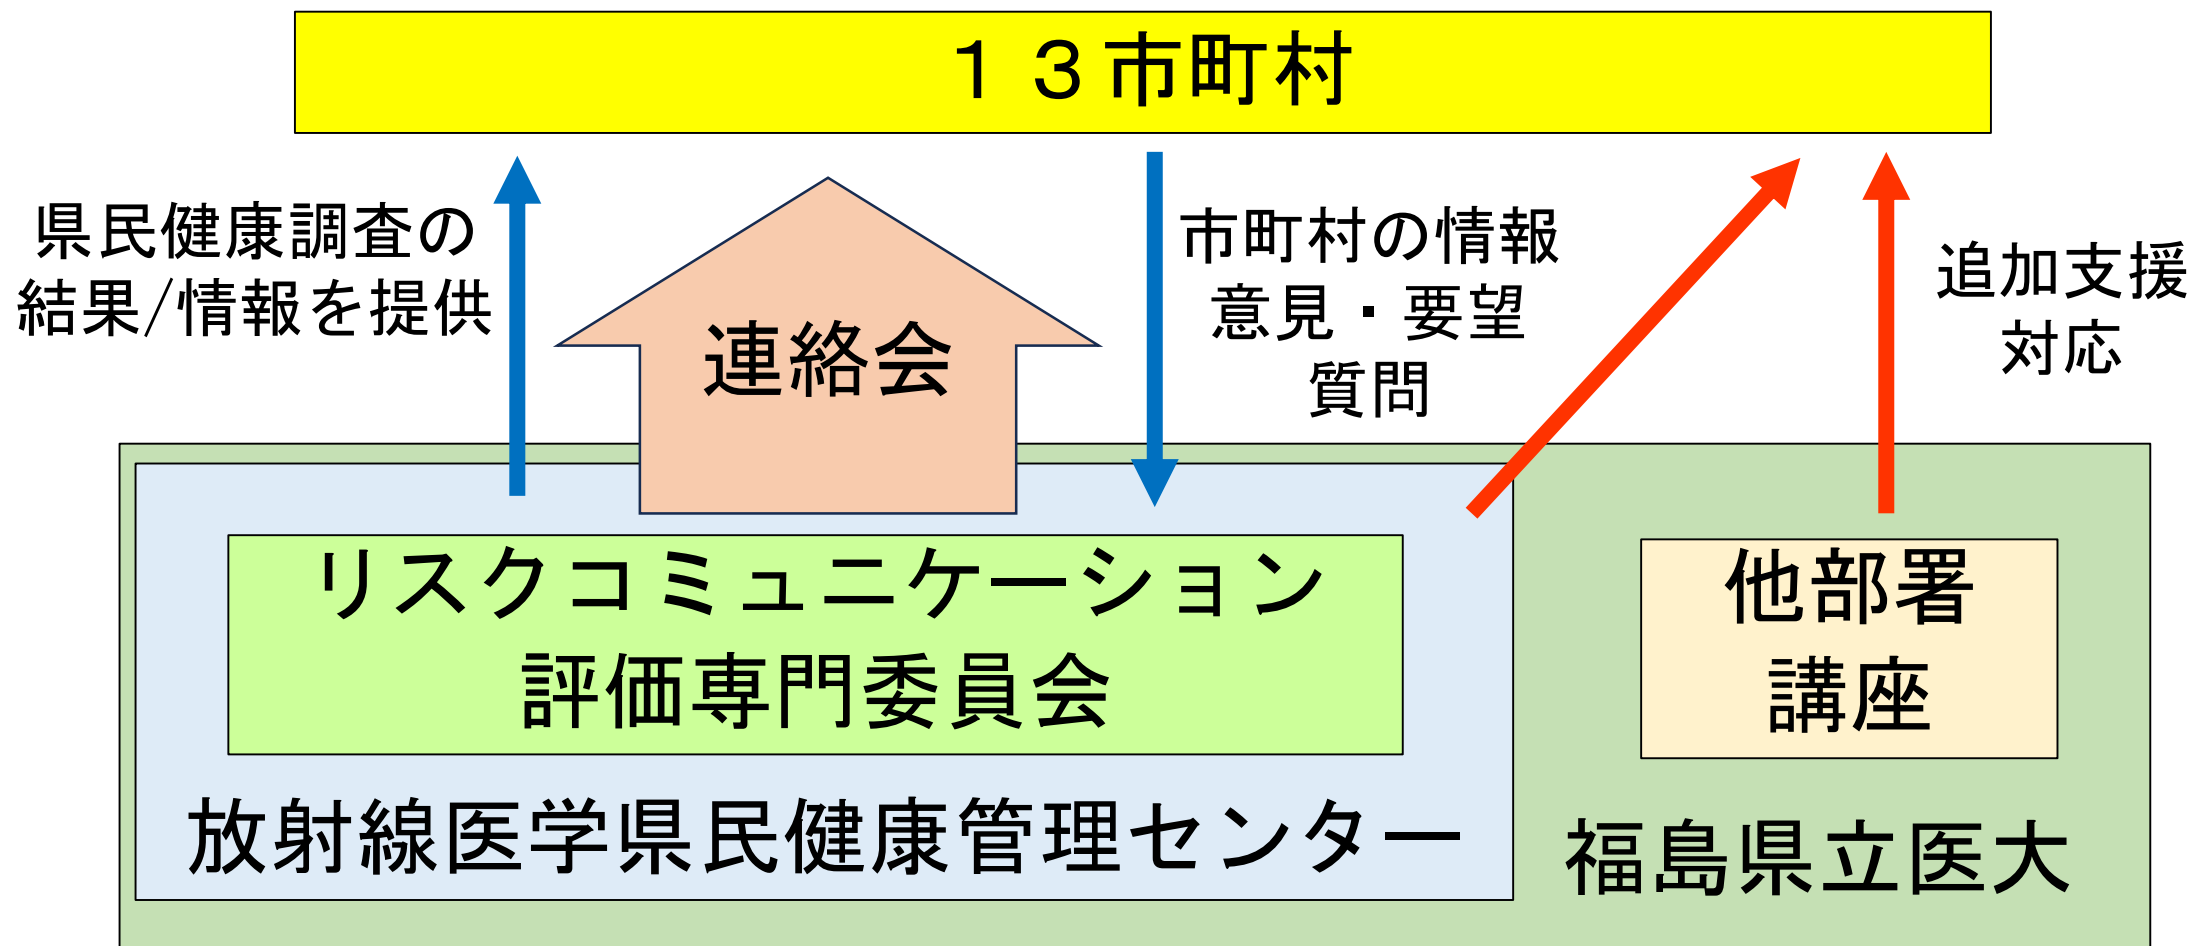 １３市町村
県民健康調査の
結果/情報を提供
連絡会
市町村の情報
意見・要望
質問
追加支援
対応
リスクコミュニケーション
評価専門委員会
他部署
講座
放射線医学県民健康管理センター
福島県立医大